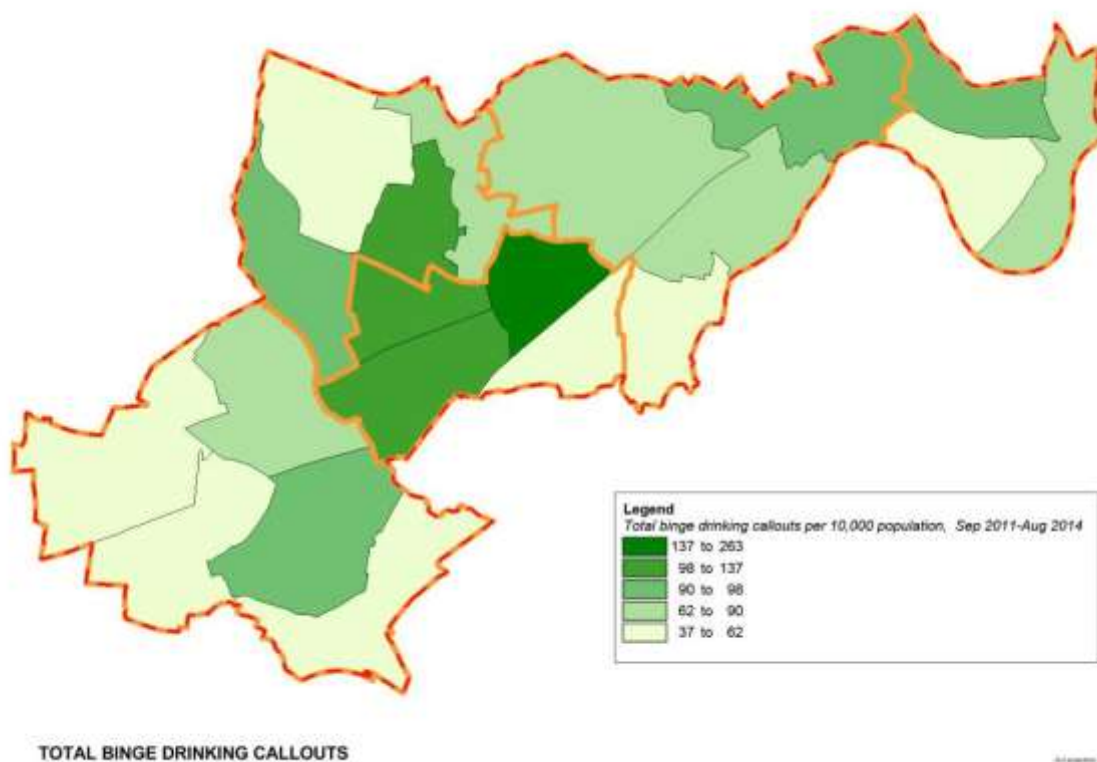 Legend
Total binge drinking callouts per 10,000 population, Sep 2011-Aug 2014
137 to 263
98 to 137
90 to 98
62 to 90
37 to 62
TOTAL BINGE DRINKING CALLOUTS